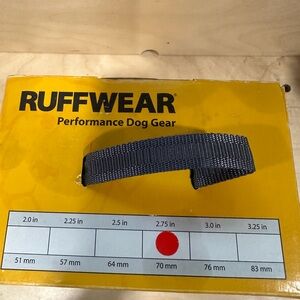 RUFFWEAR
Performance Dog Gear
2.0 in 2.25 in 2.5 in 2.75 in 3.0 in 3.25 in
51 mm 57 mm 64 mm 70 mm 76 mm 83 mm